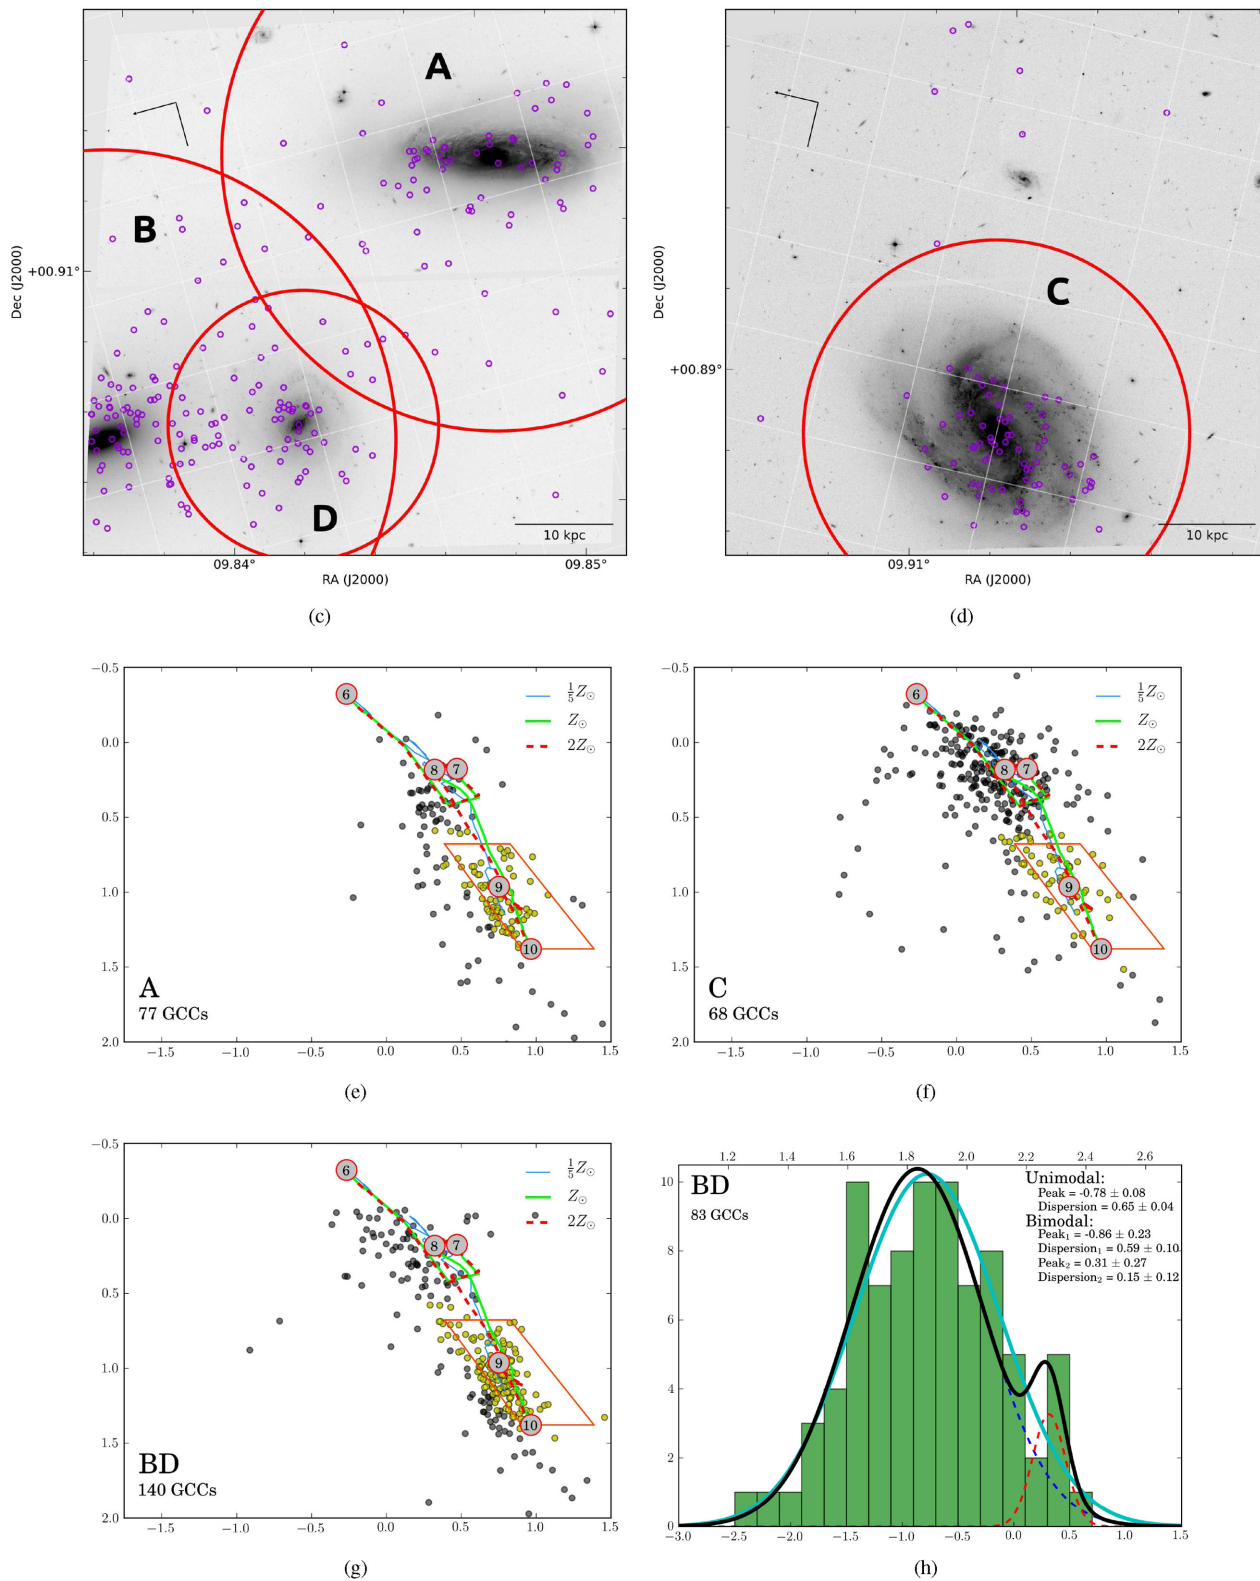 A
B
D
Dec (J2000)
+00.91°
10 kpc
09.84°
09.85°
RA (J2000)
(c)
C
Dec (J2000)
+00.89°
10 kpc
09.91°
RA (J2000)
(d)
−0.5
0.0
0.5
1.0
1.5
2.0
6
8
7
9
10
1/5 Z⊙
Z⊙
2Z⊙
A
77 GCCs
−1.5 −1.0 −0.5 0.0 0.5 1.0 1.5
(e)
−0.5
0.0
0.5
1.0
1.5
2.0
6
8
7
9
10
1/5 Z⊙
Z⊙
2Z⊙
C
68 GCCs
−1.5 −1.0 −0.5 0.0 0.5 1.0 1.5
(f)
−0.5
0.0
0.5
1.0
1.5
2.0
6
8
7
9
10
1/5 Z⊙
Z⊙
2Z⊙
BD
140 GCCs
−1.5 −1.0 −0.5 0.0 0.5 1.0 1.5
(g)
1.2 1.4 1.6 1.8 2.0 2.2 2.4 2.6
10
8
6
4
2
0
BD
83 GCCs
Unimodal:
Peak = -0.78 ± 0.08
Dispersion = 0.65 ± 0.04
Bimodal:
Peak₁ = -0.86 ± 0.23
Dispersion₁ = 0.59 ± 0.10
Peak₂ = 0.31 ± 0.27
Dispersion₂ = 0.15 ± 0.12
−3.0 −2.5 −2.0 −1.5 −1.0 −0.5 0.0 0.5 1.0 1.5
(h)